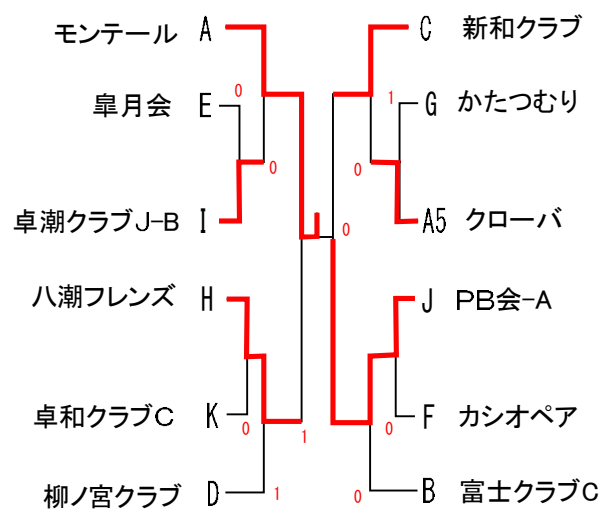 モンテール A
C 新和クラブ
0
1
皐月会 E
G かたつむり
0
0
卓潮クラブJ-B I
A5 クローバ
0
八潮フレンズ H
J PB会-A
卓和クラブC K
F カシオペア
0
1
0
柳ノ宮クラブ D
1
0
B 富士クラブC